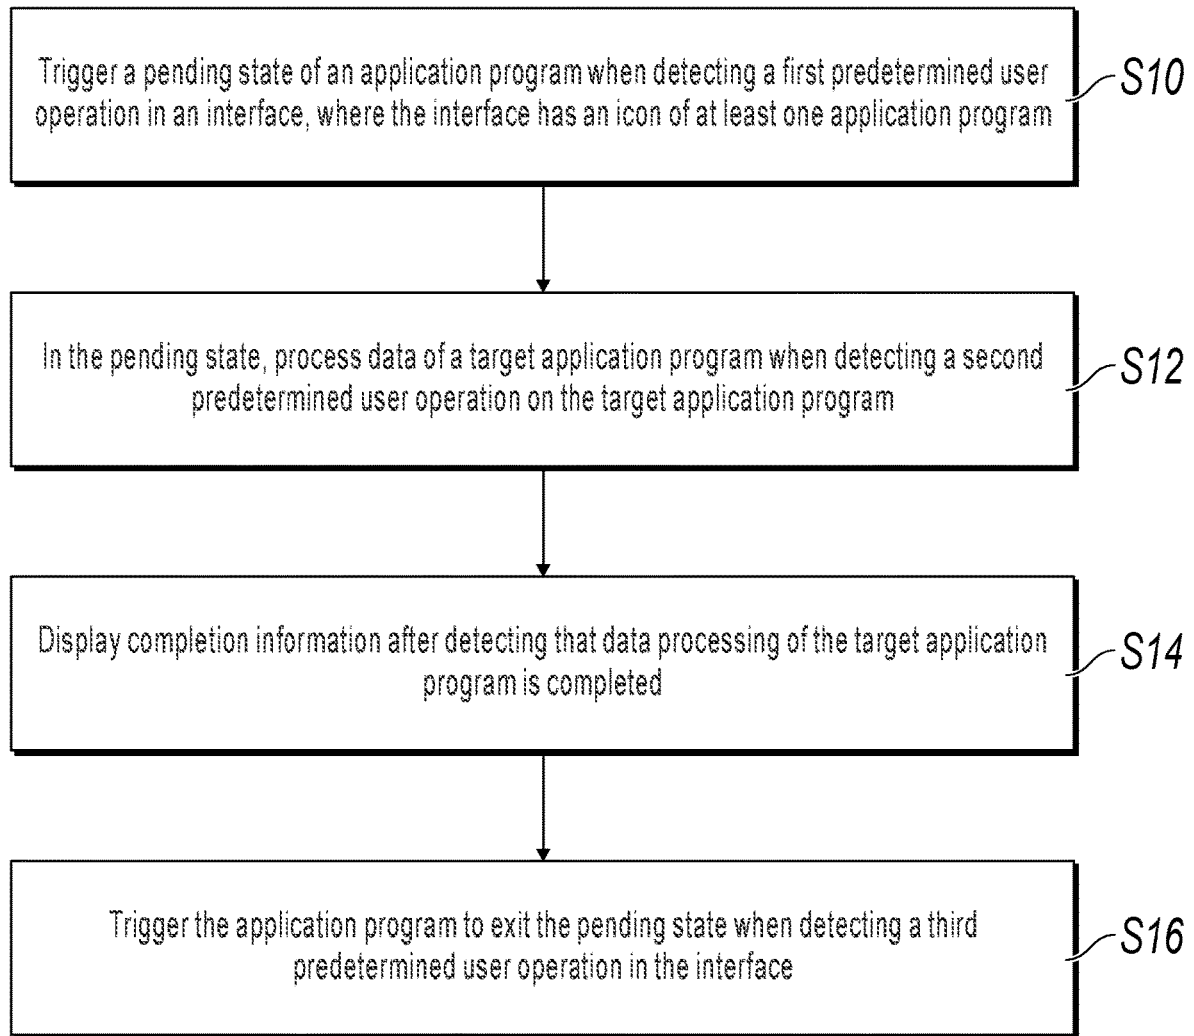 Trigger a pending state of an application program when detecting a first predetermined user
operation in an interface, where the interface has an icon of at least one application program
S10
In the pending state, process data of a target application program when detecting a second
predetermined user operation on the target application program
S12
Display completion information after detecting that data processing of the target application
program is completed
S14
Trigger the application program to exit the pending state when detecting a third
predetermined user operation in the interface
S16